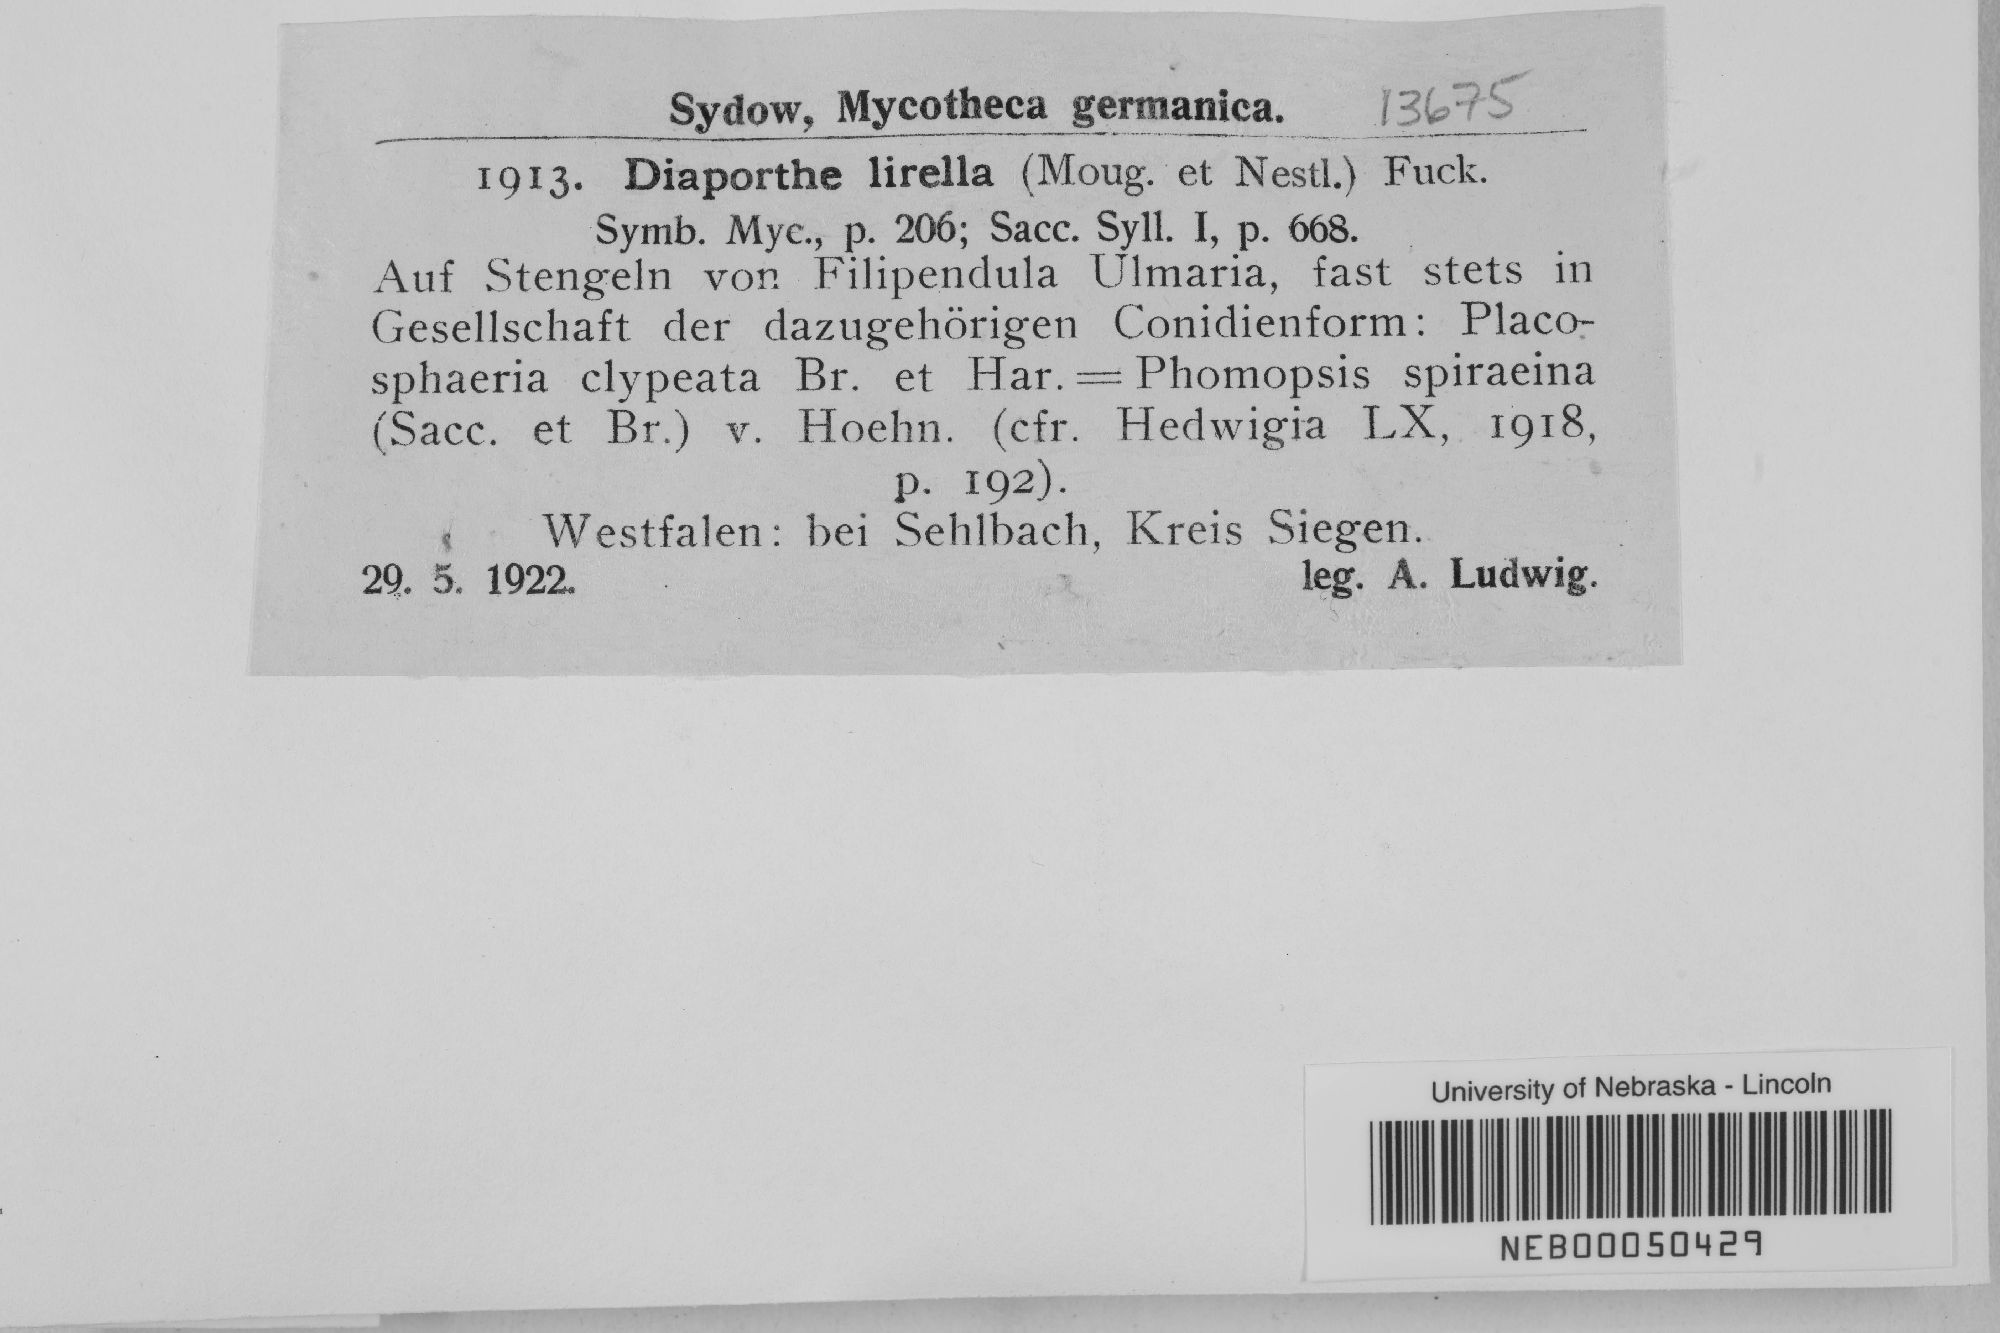 Sydow, Mycotheca germanica. 13675
1913. Diaporthe lirella (Moug. et Nestl.) Fuck.
Symb. Myc., p. 206; Sacc. Syll. I, p. 668.
Auf Stengeln von Filipendula Ulmaria, fast stets in
Gesellschaft der dazugehörigen Conidienform: Placo-
sphaeria clypeata Br. et Har. = Phomopsis spiraeina
(Sacc. et Br.) v. Hoehn. (cfr. Hedwigia LX, 1918,
p. 192).
Westfalen: bei Sehlbach, Kreis Siegen.
29. 5. 1922. leg. A. Ludwig.
University of Nebraska - Lincoln
NEB00050429